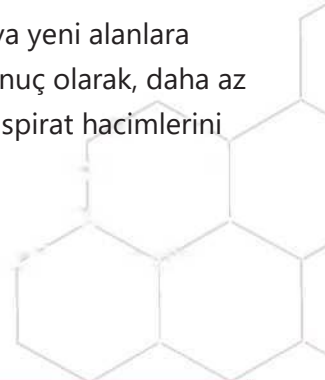 va yeni alanlara
nuç olarak, daha az
spirat hacimlerini